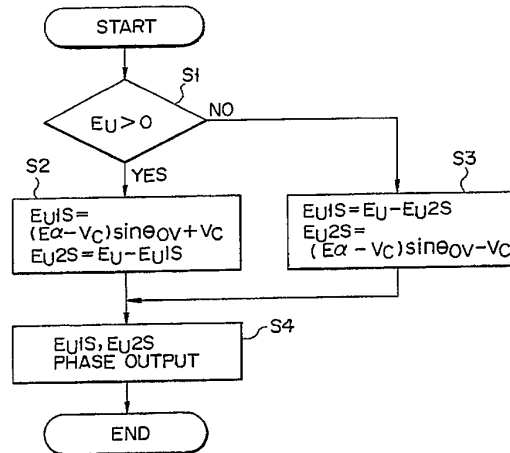 START
S1
EU>0
NO
YES
S2
EU1S=
(Eα-VC)sinθOV+VC
EU2S=EU-EU1S
S3
EU1S=EU-EU2S
EU2S=
(Eα-VC)sinθOV-VC
S4
EU1S,EU2S
PHASE OUTPUT
END